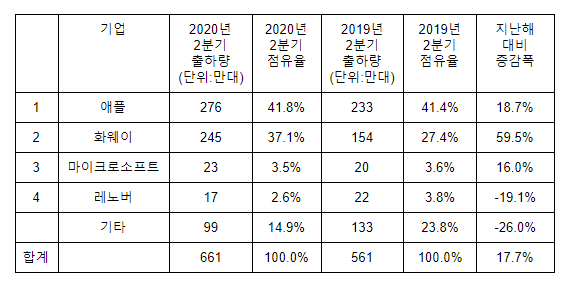 기업 2020년 2분기 출하량 (단위:만대) 2020년 2분기 점유율 2019년 2분기 출하량 (단위:만대) 2019년 2분기 점유율 지난해 대비 증감폭
1 애플 276 41.8% 233 41.4% 18.7%
2 화웨이 245 37.1% 154 27.4% 59.5%
3 마이크로소프트 23 3.5% 20 3.6% 16.0%
4 레노버 17 2.6% 22 3.8% -19.1%
기타 99 14.9% 133 23.8% -26.0%
합계 661 100.0% 561 100.0% 17.7%